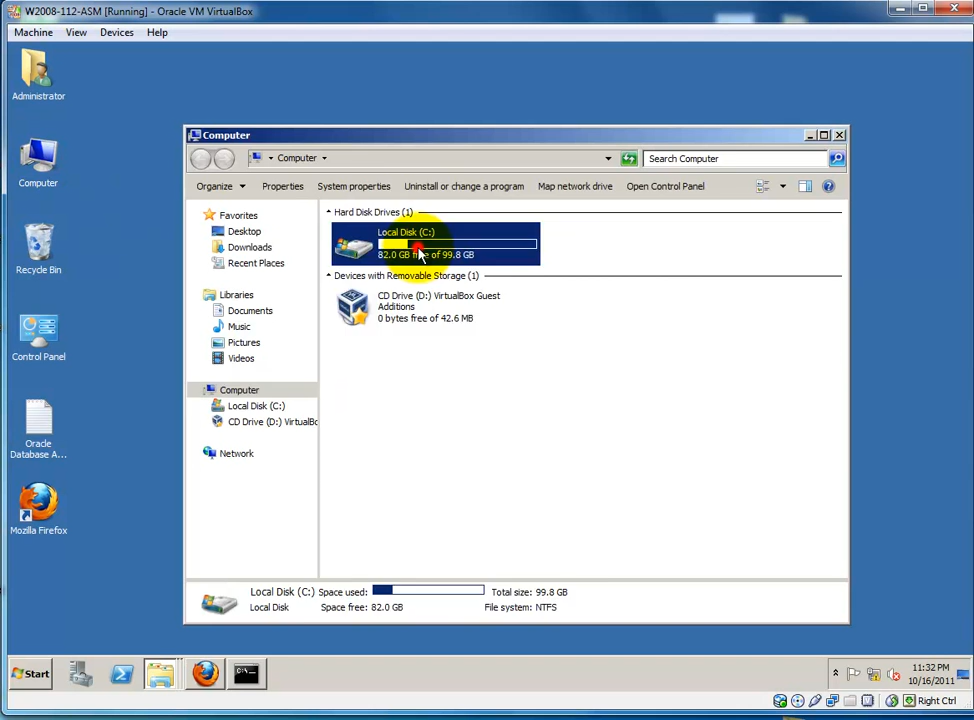 W2008-112-ASM [Running] - Oracle VM VirtualBox
Machine View Devices Help
Administrator
Computer
Recycle Bin
Control Panel
Oracle
Database A...
Mozilla Firefox
Computer
Computer
Search Computer
Organize Properties System properties Uninstall or change a program Map network drive Open Control Panel
Favorites
Desktop
Downloads
Recent Places
Libraries
Documents
Music
Pictures
Videos
Computer
Local Disk (C:)
CD Drive (D:) VirtualBo
Network
Hard Disk Drives (1)
Local Disk (C:)
82.0 GB free of 99.8 GB
Devices with Removable Storage (1)
CD Drive (D:) VirtualBox Guest
Additions
0 bytes free of 42.6 MB
Local Disk (C:) Space used: Total size: 99.8 GB
Local Disk Space free: 82.0 GB File system: NTFS
Start
11:32 PM
10/16/2011
Right Ctrl